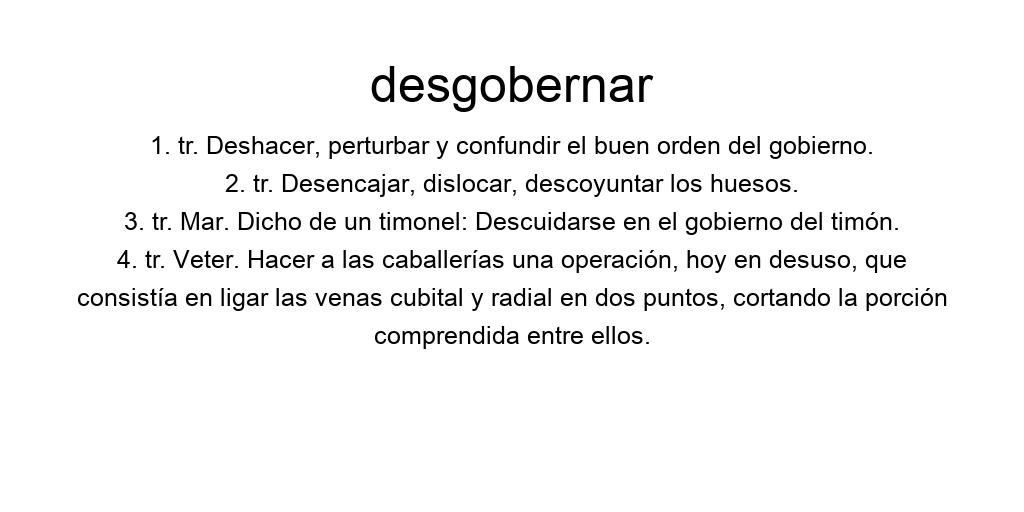 desgobernar
1. tr. Deshacer, perturbar y confundir el buen orden del gobierno.
2. tr. Desencajar, dislocar, descoyuntar los huesos.
3. tr. Mar. Dicho de un timonel: Descuidarse en el gobierno del timón.
4. tr. Veter. Hacer a las caballerías una operación, hoy en desuso, que
consistía en ligar las venas cubital y radial en dos puntos, cortando la porción
comprendida entre ellos.